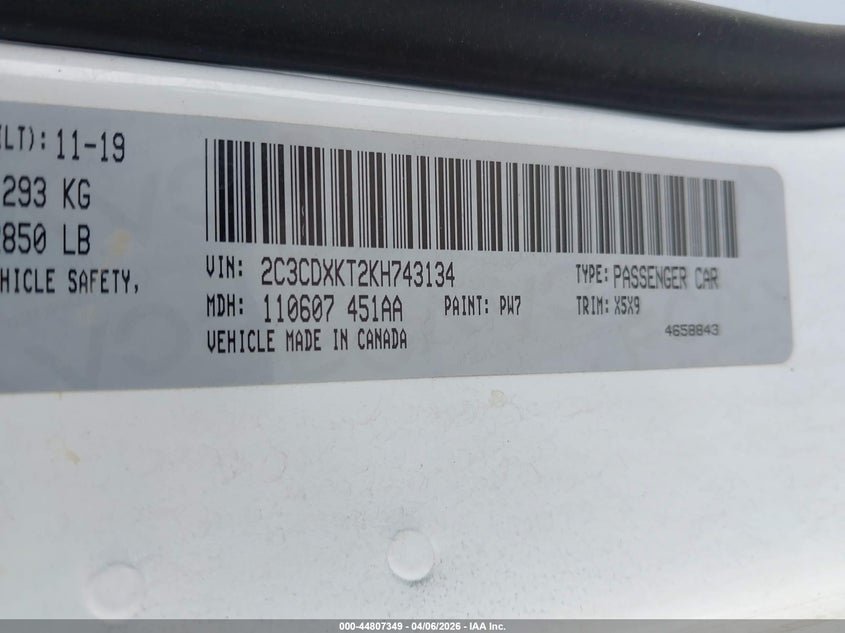 LT): 11-19
293 KG
850 LB
HICLE SAFETY,
VIN: 2C3CDXKT2KH743134 TYPE: PASSENGER CAR
MDH: 110607 451AA PAINT: PW7 TRIM: X5X9
VEHICLE MADE IN CANADA 4658843
000-44807349 - 04/06/2026 - IAA Inc.